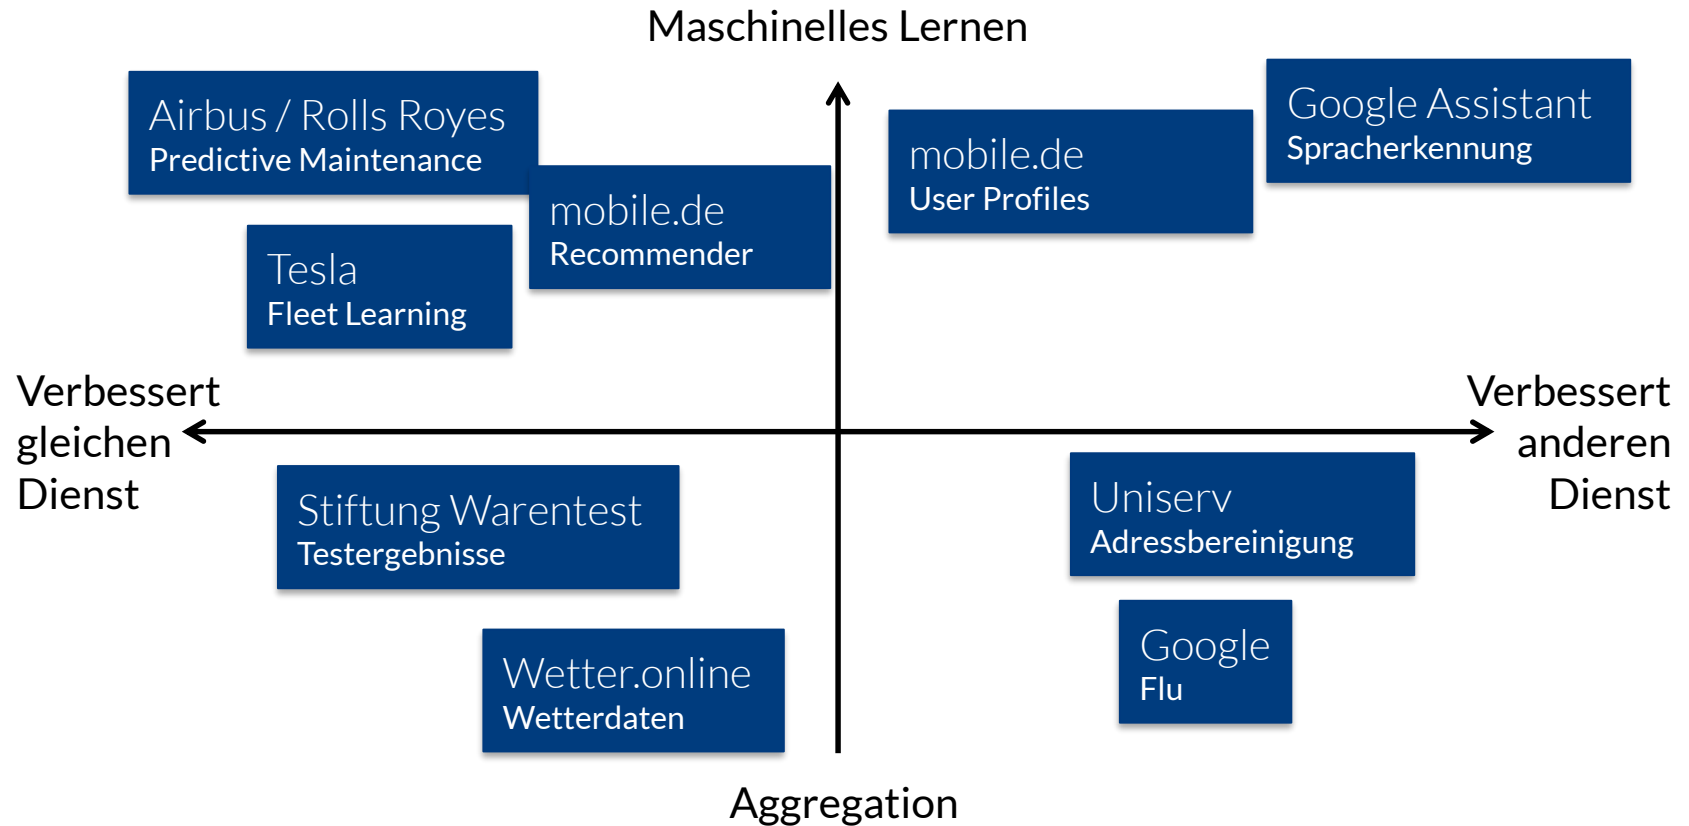 Maschinelles Lernen
Airbus / Rolls Royes
Predictive Maintenance
mobile.de
Recommender
Tesla
Fleet Learning
mobile.de
User Profiles
Google Assistant
Spracherkennung
Verbessert
gleichen
Dienst
Verbessert
anderen
Dienst
Stiftung Warentest
Testergebnisse
Wetter.online
Wetterdaten
Uniserv
Adressbereinigung
Google
Flu
Aggregation